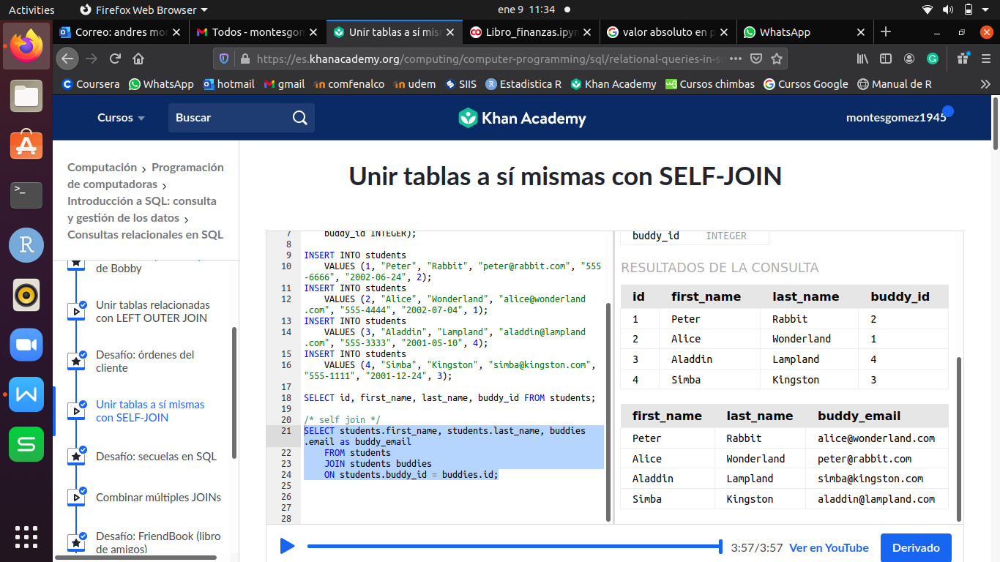 Activities
Firefox Web Browser
ene 9 11:34
Correo: andres mor
Todos - montesgom
Unir tablas a sí mism
Libro_finanzas.ipyn
valor absoluto en p
WhatsApp
https://es.khanacademy.org/computing/computer-programming/sql/relational-queries-in-sq
Coursera
WhatsApp
hotmail
gmail
comfenalco
udem
SIIS
Estadistica R
Khan Academy
Cursos chimbas
Cursos Google
Manual de R
Cursos
Buscar
Khan Academy
montesgomez1945
Computación > Programación
de computadoras >
Introducción a SQL: consulta
y gestión de los datos >
Consultas relacionales en SQL
de Bobby
Unir tablas relacionadas
con LEFT OUTER JOIN
Desafío: órdenes del
cliente
Unir tablas a sí mismas
con SELF-JOIN
Desafío: secuelas en SQL
Combinar múltiples JOINs
Desafío: FriendBook (libro
de amigos)
Unir tablas a sí mismas con SELF-JOIN
7 buddy_id INTEGER);
8
9 INSERT INTO students
10 VALUES (1, "Peter", "Rabbit", "peter@rabbit.com", "555
-6666", "2002-06-24", 2);
11 INSERT INTO students
12 VALUES (2, "Alice", "Wonderland", "alice@wonderland
.com", "555-4444", "2002-07-04", 1);
13 INSERT INTO students
14 VALUES (3, "Aladdin", "Lampland", "aladdin@lampland
.com", "555-3333", "2001-05-10", 4);
15 INSERT INTO students
16 VALUES (4, "Simba", "Kingston", "simba@kingston.com",
"555-1111", "2001-12-24", 3);
17
18 SELECT id, first_name, last_name, buddy_id FROM students;
19
20 /* self join */
21 SELECT students.first_name, students.last_name, buddies
.email as buddy_email
22 FROM students
23 JOIN students buddies
24 ON students.buddy_id = buddies.id;
25
26
27
28
buddy_id INTEGER
RESULTADOS DE LA CONSULTA
id first_name last_name buddy_id
1 Peter Rabbit 2
2 Alice Wonderland 1
3 Aladdin Lampland 4
4 Simba Kingston 3
first_name last_name buddy_email
Peter Rabbit alice@wonderland.com
Alice Wonderland peter@rabbit.com
Aladdin Lampland simba@kingston.com
Simba Kingston aladdin@lampland.com
3:57/3:57
Ver en YouTube
Derivado